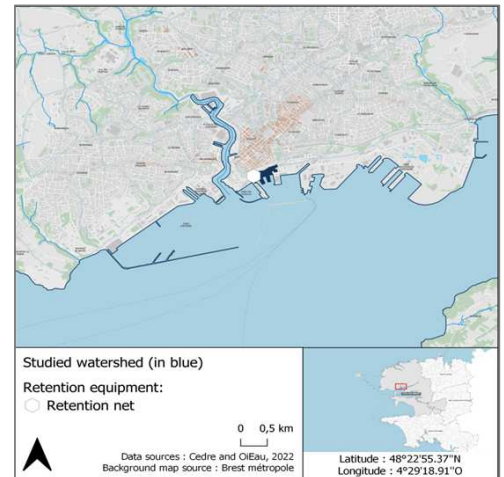 Studied watershed (in blue)
Retention equipment:
Retention net
0 0,5 km
Data sources : Cedre and OiEau, 2022
Background map source : Brest métropole
Latitude : 48°22'55.37"N
Longitude : 4°29'18.91"O